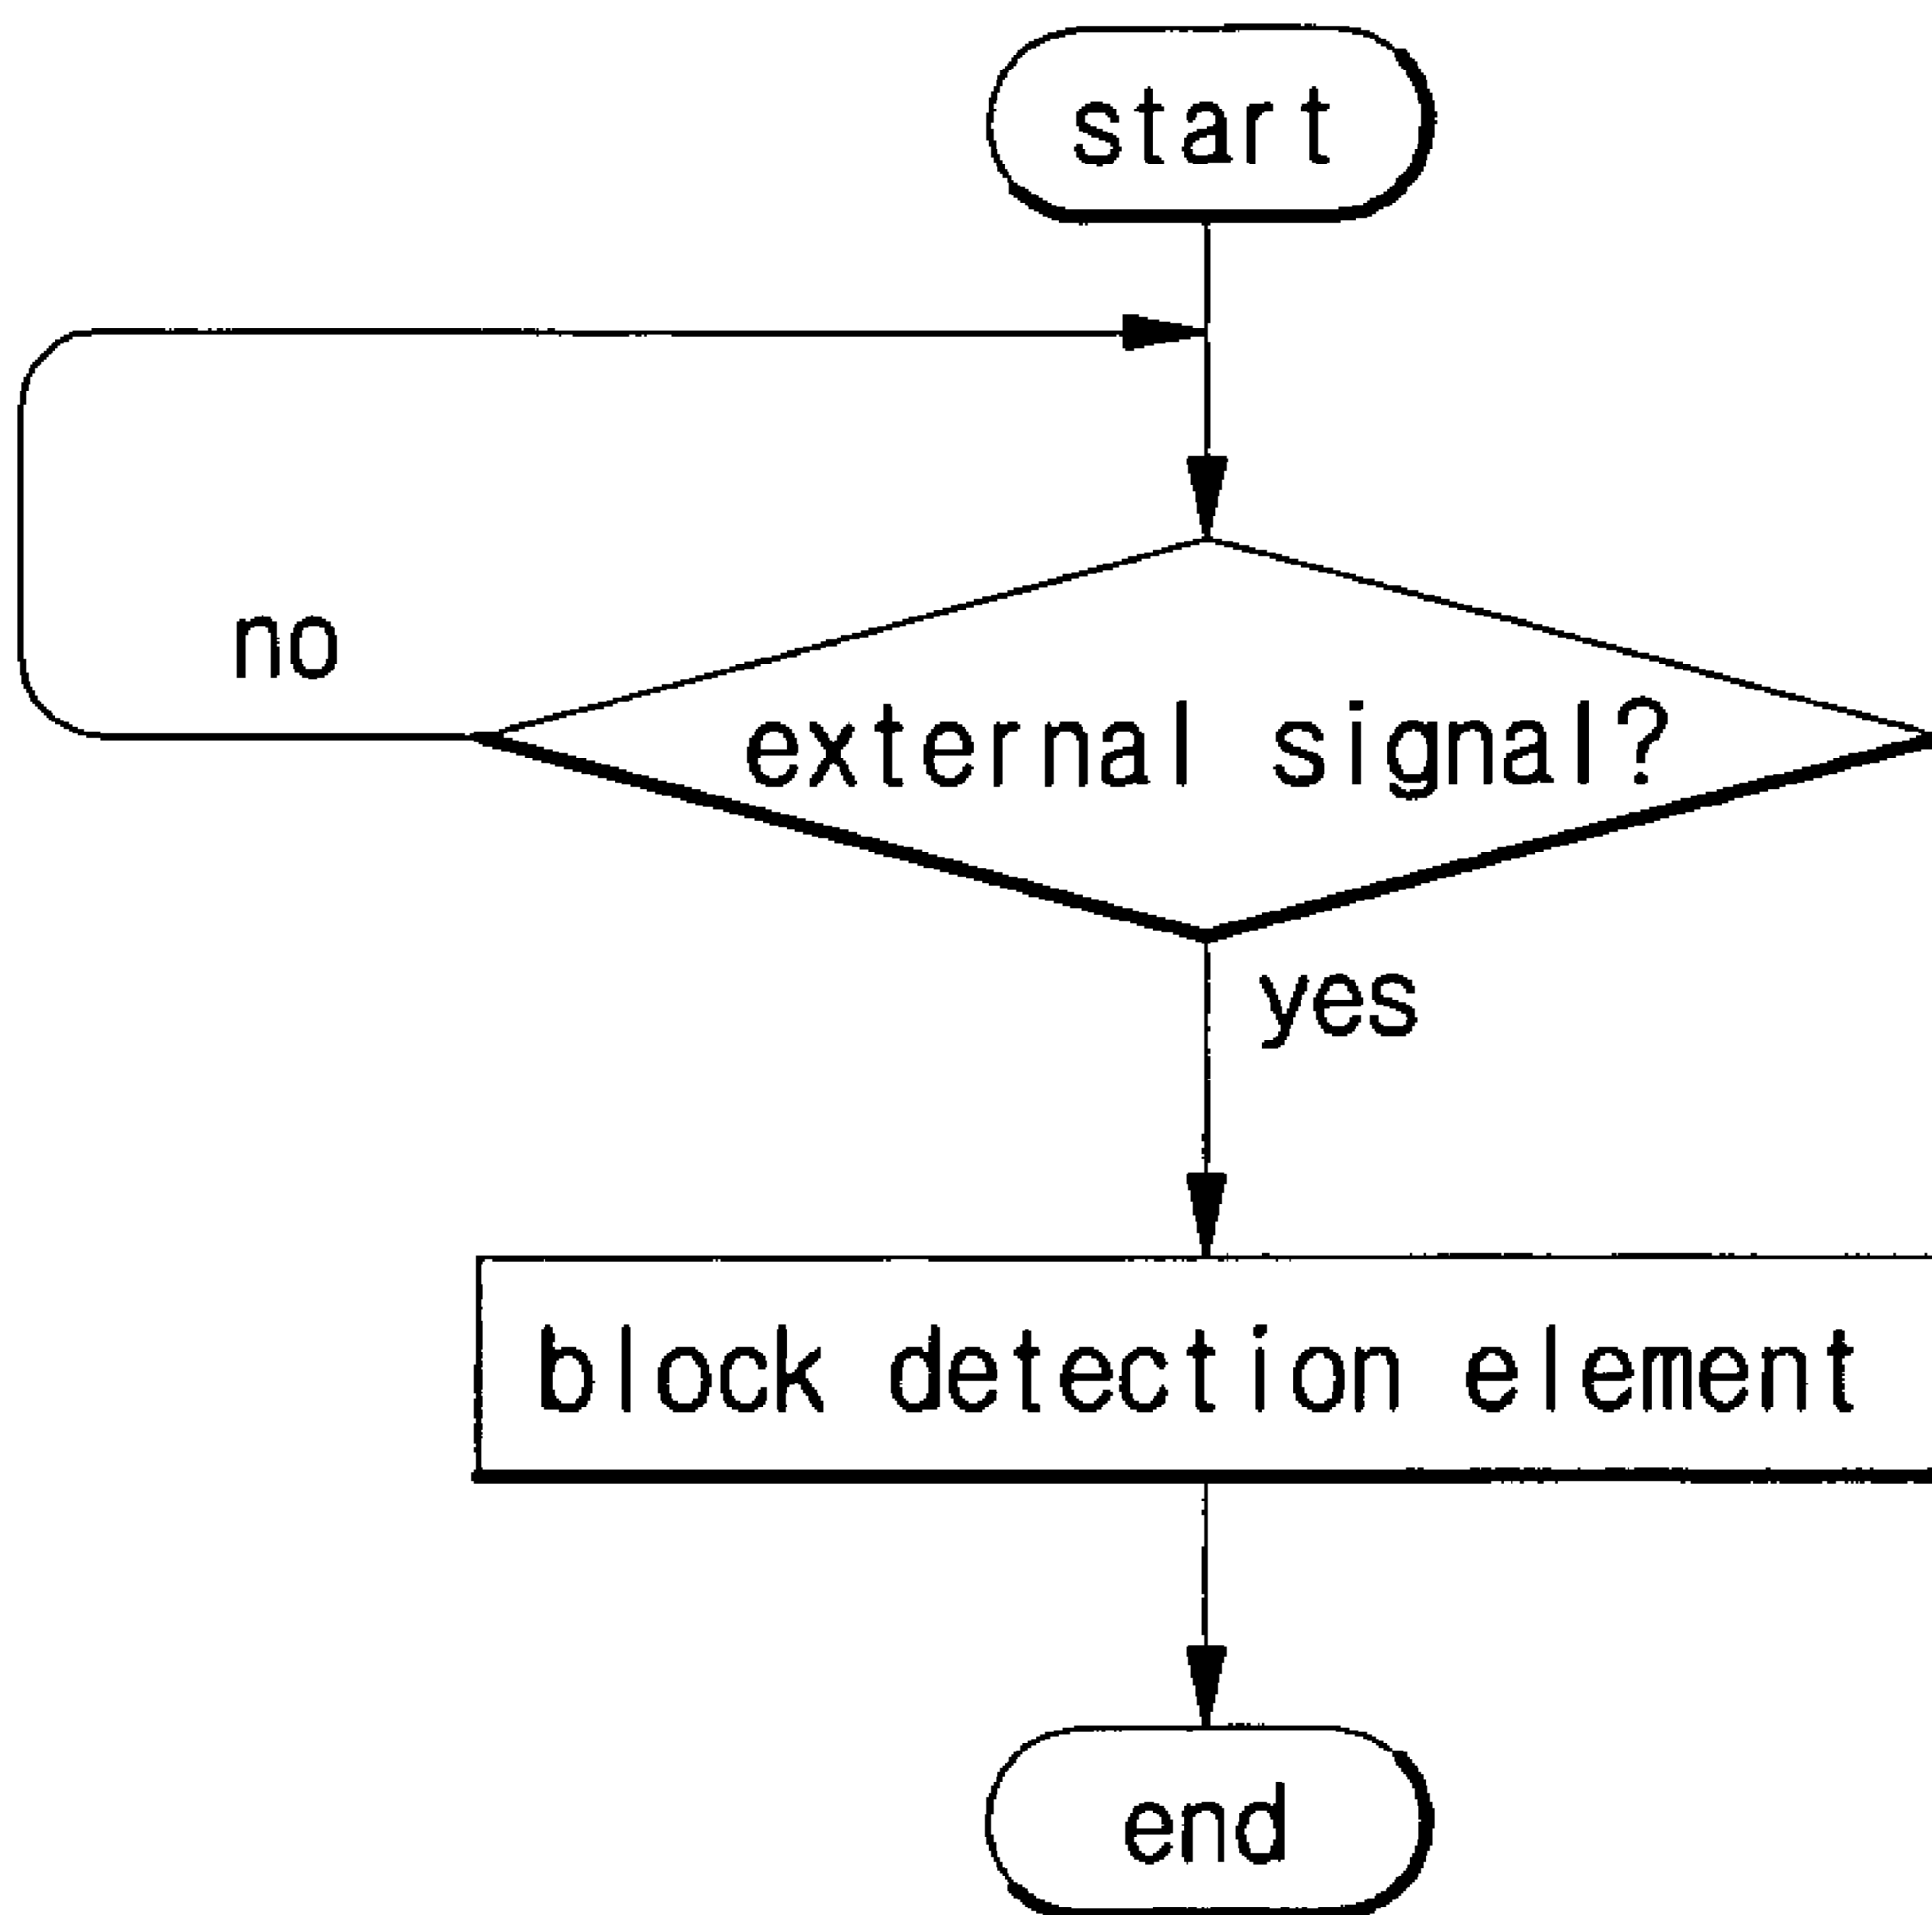 start
no
external signal?
yes
block detection element
end